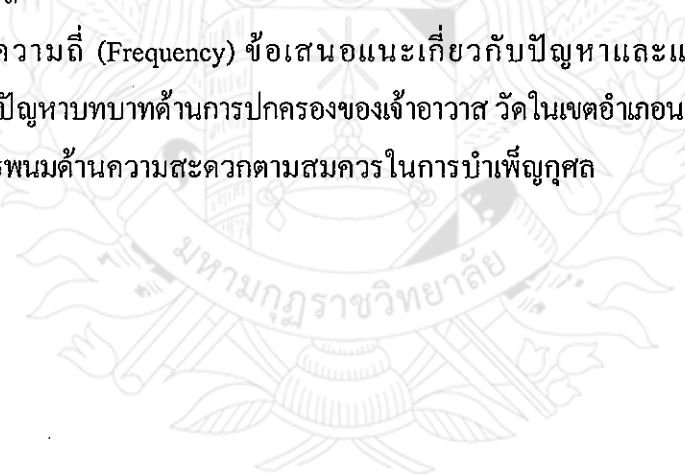 ความถี่ (Frequency) ข้อเสนอแนะเกี่ยวกับปัญหาและแ
ปัญหาบทบาทด้านการปกครองของเจ้าอาวาส วัดในเขตอำเภอน
รพนมด้านความสะดวกตามสมควรในการบำเพ็ญกุศล
มหามกุฏราชวิทยาลัย